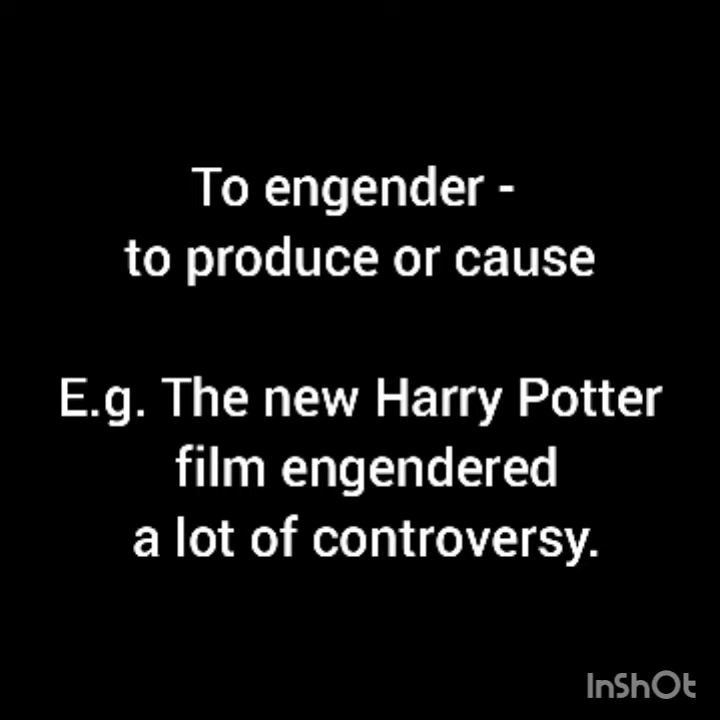 To engender -
to produce or cause
E.g. The new Harry Potter
film engendered
a lot of controversy.
InShOt